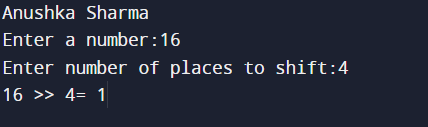 Anushka Sharma
Enter a number:16
Enter number of places to shift:4
16 >> 4= 1